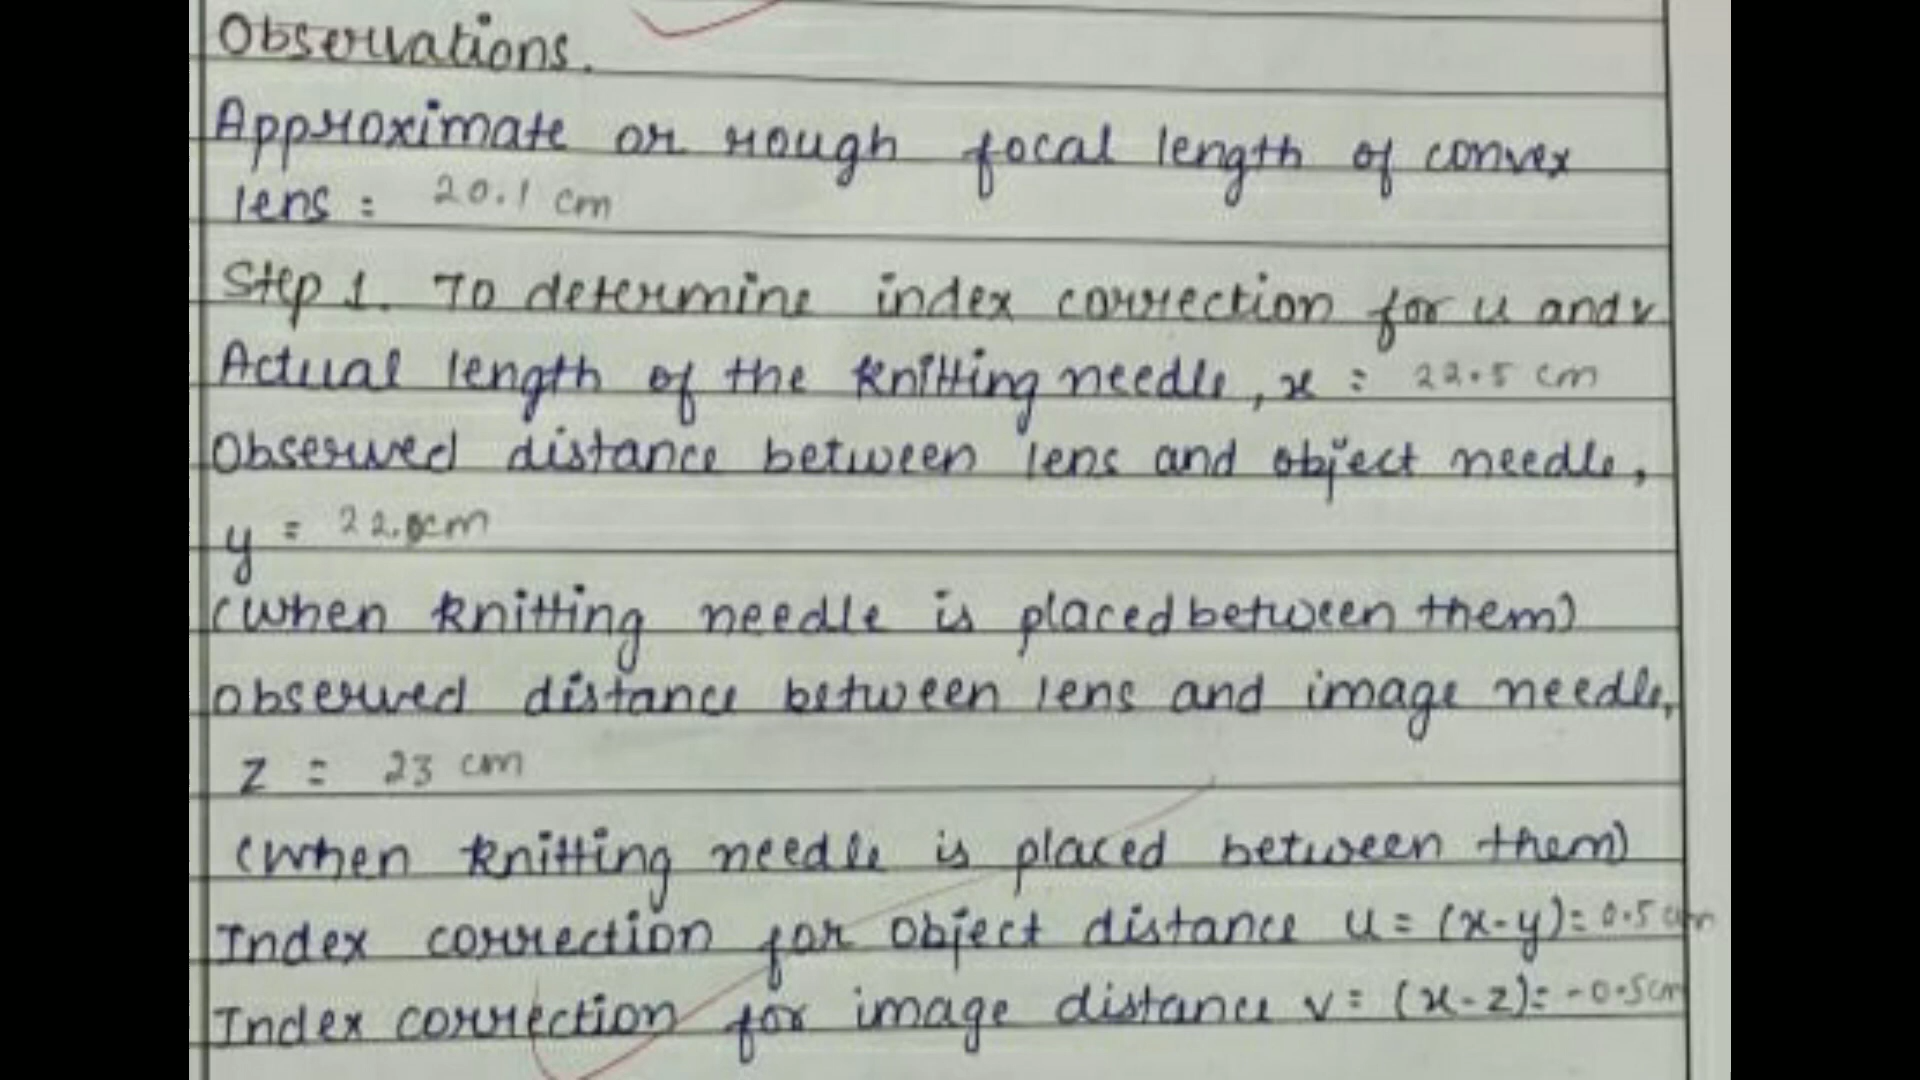 Observations.
Approximate or rough focal length of convex
lens = 20.1 cm
Step 1. To determine index correction for u and v
Actual length of the knitting needle, x = 22.5 cm
Observed distance between lens and object needle,
y = 22.0cm
(when knitting needle is placed between them)
observed distance between lens and image needle,
z = 23 cm
(when knitting needle is placed between them)
Index correction for object distance u = (x-y) = 0.5 cm
Index correction for image distance v = (x-z) = -0.5cm